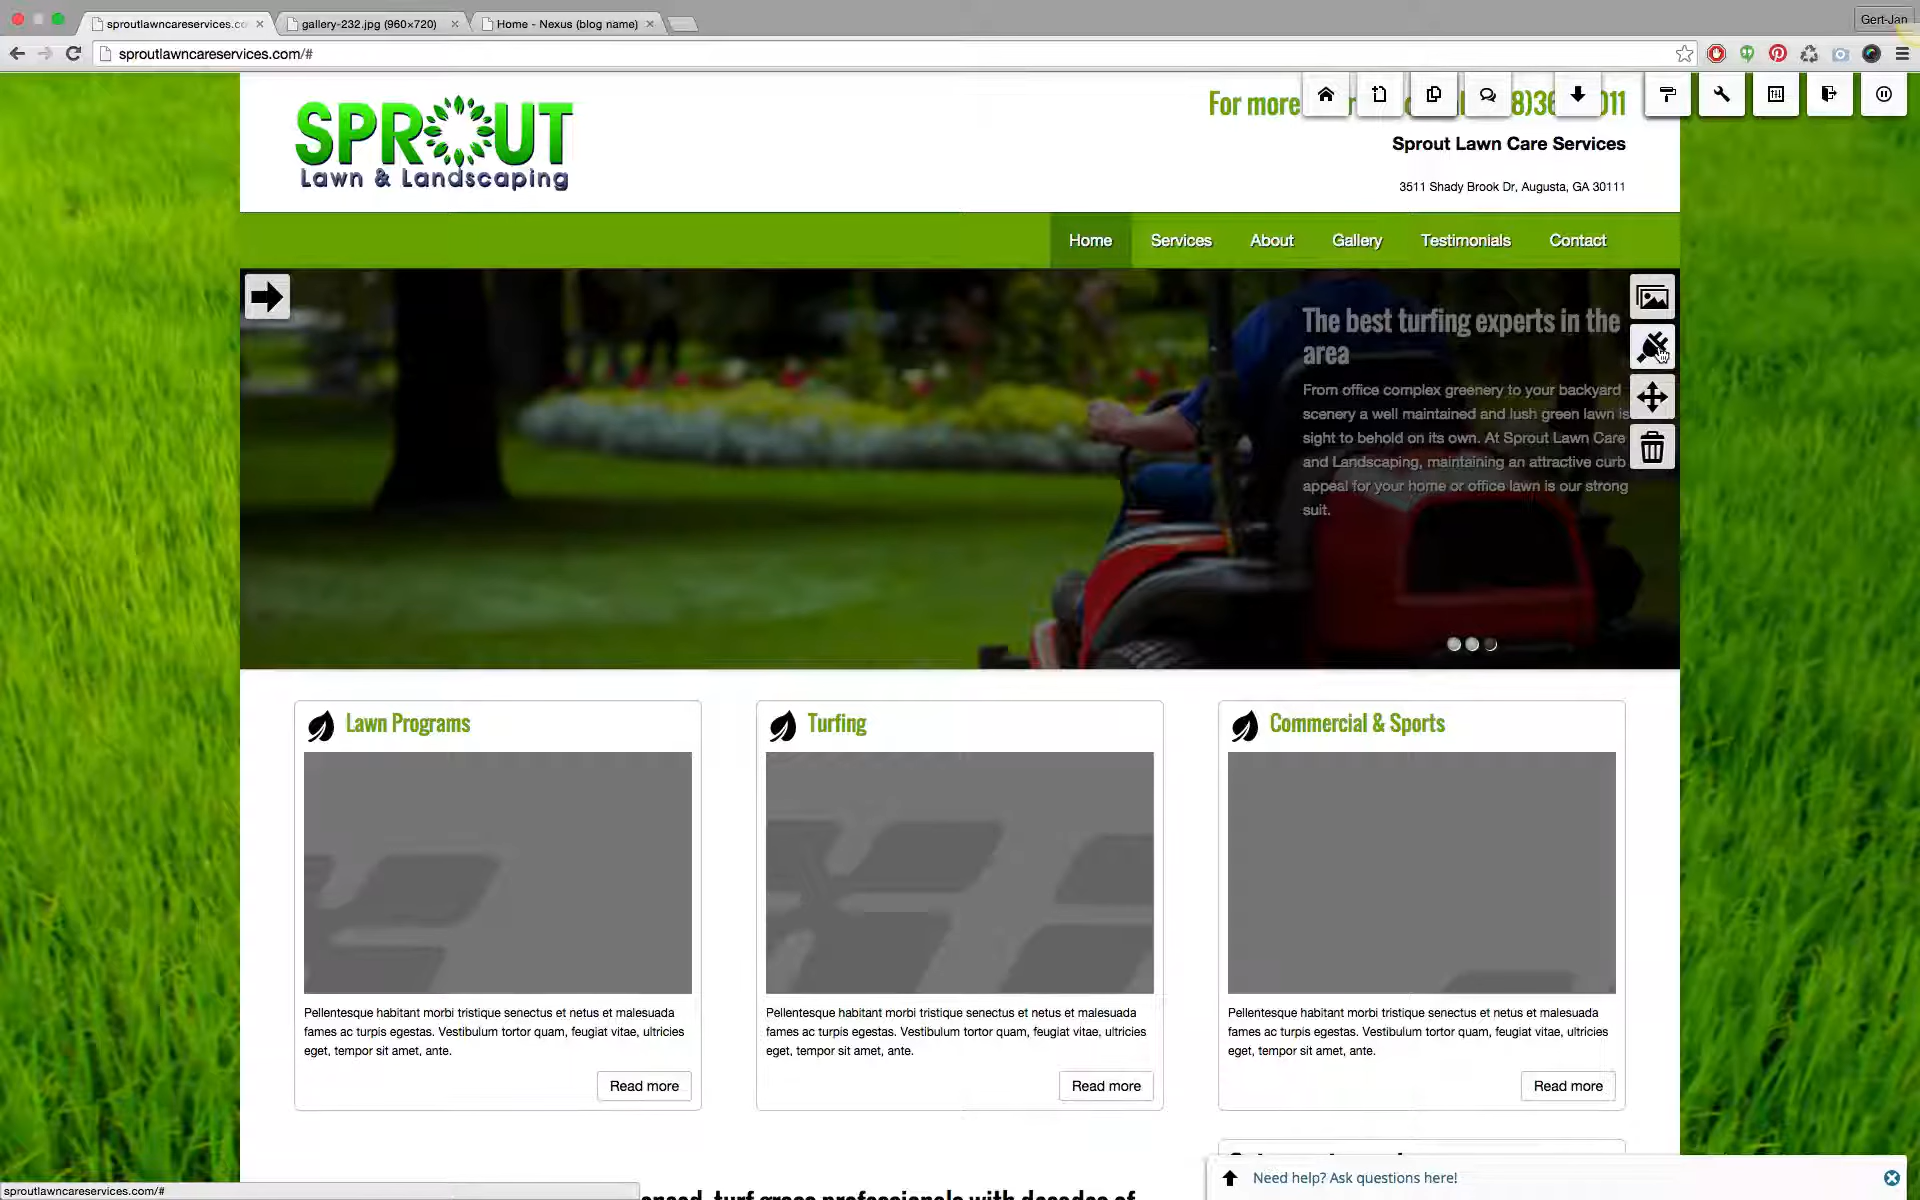 sproutlawncareservices.co
gallery-232.jpg (960×720)
Home - Nexus (blog name)
Gert-Jan
sproutlawncareservices.com/#
SPROUT
Lawn & Landscaping
For more
Sprout Lawn Care Services
3511 Shady Brook Dr, Augusta, GA 30111
Home
Services
About
Gallery
Testimonials
Contact
The best turfing experts in the
area
From office complex greenery to your backyard
scenery a well maintained and lush green lawn is
sight to behold on its own. At Sprout Lawn Care
and Landscaping, maintaining an attractive curb
appeal for your home or office lawn is our strong
suit.
Lawn Programs
Pellentesque habitant morbi tristique senectus et netus et malesuada
fames ac turpis egestas. Vestibulum tortor quam, feugiat vitae, ultricies
eget, tempor sit amet, ante.
Read more
Turfing
Pellentesque habitant morbi tristique senectus et netus et malesuada
fames ac turpis egestas. Vestibulum tortor quam, feugiat vitae, ultricies
eget, tempor sit amet, ante.
Read more
Commercial & Sports
Pellentesque habitant morbi tristique senectus et netus et malesuada
fames ac turpis egestas. Vestibulum tortor quam, feugiat vitae, ultricies
eget, tempor sit amet, ante.
Read more
turf grass professionals with decades of
Need help? Ask questions here!
sproutlawncareservices.com/#